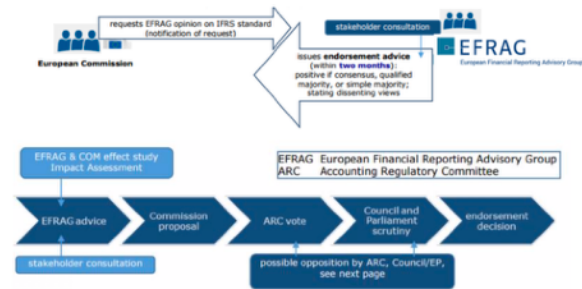 requests EFRAG opinion on IFRS standard
(notification of request)
European Commission
stakeholder consultation
EFRAG
European Financial Reporting Advisory Group
issues endorsement advice
(within two months):
positive if consensus, qualified
majority, or simple majority;
stating dissenting views
EFRAG & COM effect study
Impact Assessment
EFRAG European Financial Reporting Advisory Group
ARC Accounting Regulatory Committee
EFRAG advice
Commission
proposal
ARC vote
Council and
Parliament
scrutiny
endorsement
decision
stakeholder consultation
possible opposition by ARC, Council/EP,
see next page